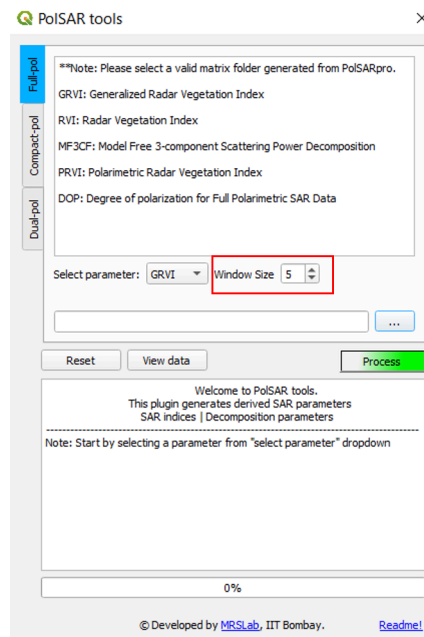 PolSAR tools
Full-pol
Compact-pol
Dual-pol
**Note: Please select a valid matrix folder generated from PolSARpro.
GRVI: Generalized Radar Vegetation Index
RVI: Radar Vegetation Index
MF3CF: Model Free 3-component Scattering Power Decomposition
PRVI: Polarimetric Radar Vegetation Index
DOP: Degree of polarization for Full Polarimetric SAR Data
Select parameter: GRVI Window Size 5
...
Reset View data Process
Welcome to PolSAR tools.
This plugin generates derived SAR parameters
SAR indices | Decomposition parameters
Note: Start by selecting a parameter from "select parameter" dropdown
0%
© Developed by MRSLab, IIT Bombay. Readme!